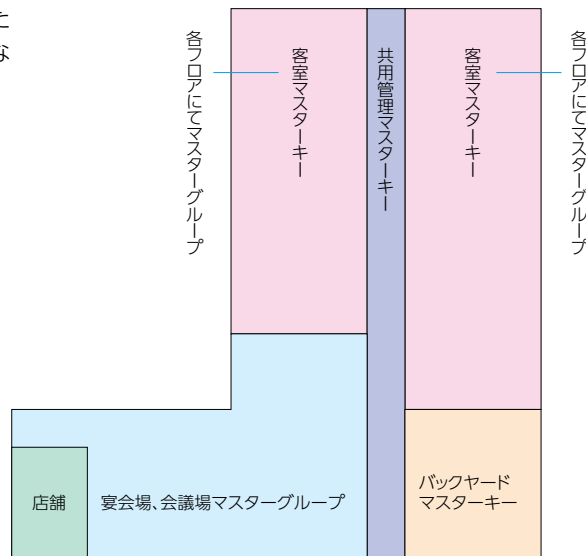 た
な
各フロアにてマスターグループ
客室マスターキー
共用管理マスターキー
客室マスターキー
各フロアにてマスターグループ
店舗
宴会場、会議場マスターグループ
バックヤード
マスターキー